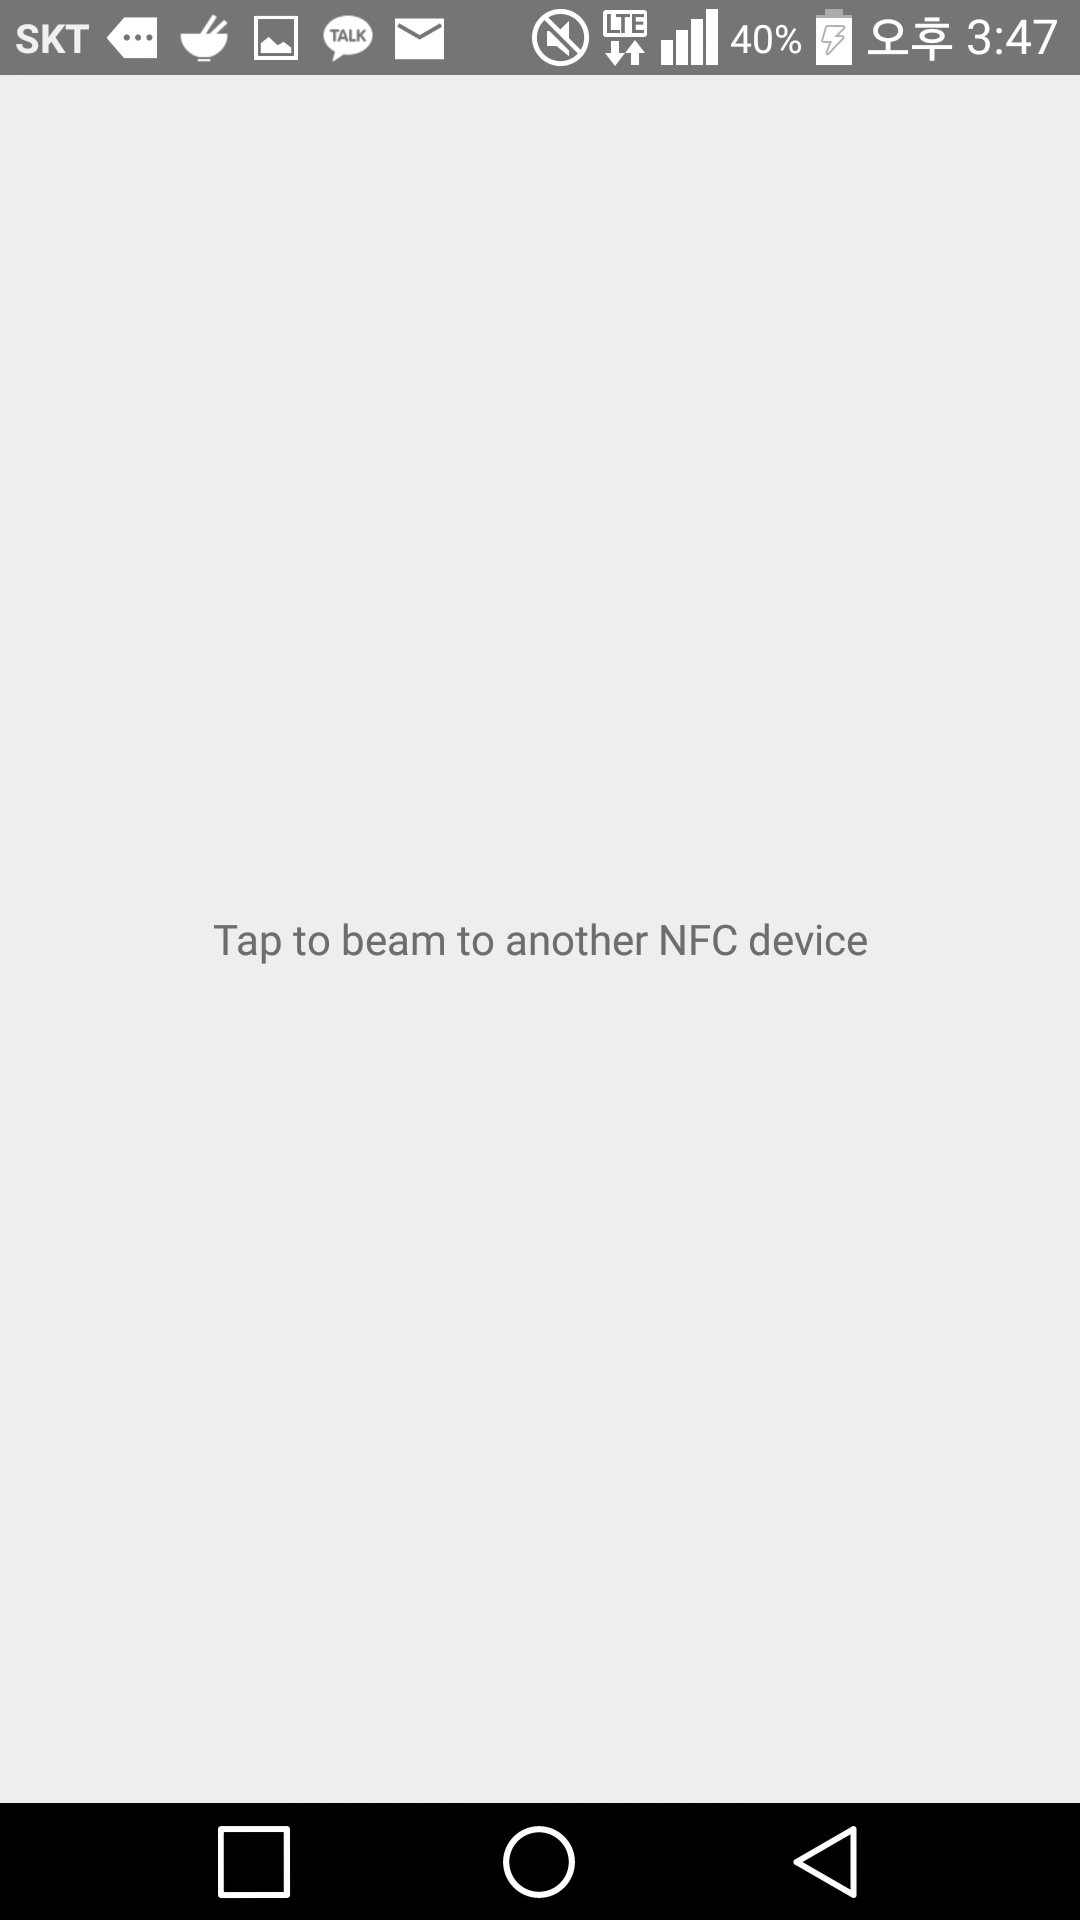 SKT TALK LTE 40% 오후 3:47
Tap to beam to another NFC device